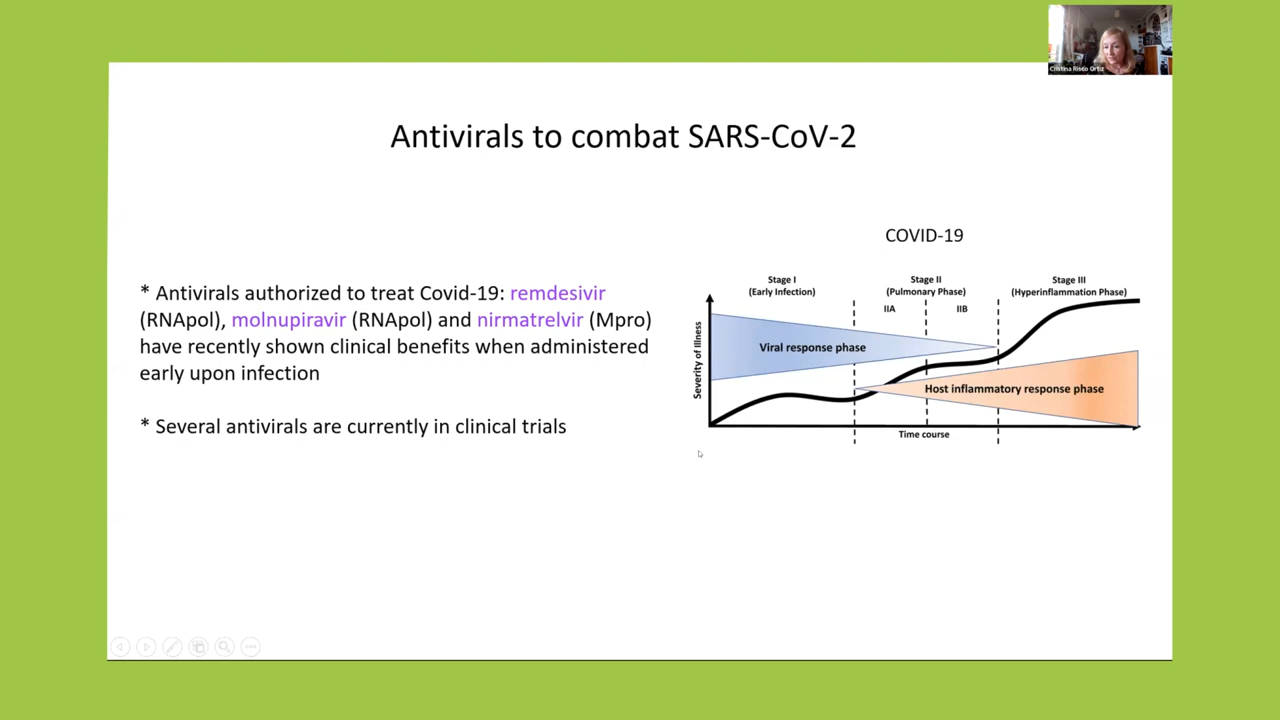 Cristina Risco Ortiz
Antivirals to combat SARS-CoV-2
* Antivirals authorized to treat Covid-19: remdesivir
(RNApol), molnupiravir (RNApol) and nirmatrelvir (Mpro)
have recently shown clinical benefits when administered
early upon infection
* Several antivirals are currently in clinical trials
COVID-19
Stage I
(Early Infection)
Stage II
(Pulmonary Phase)
Stage III
(Hyperinflammation Phase)
IIA
IIB
Severity of Illness
Viral response phase
Host inflammatory response phase
Time course